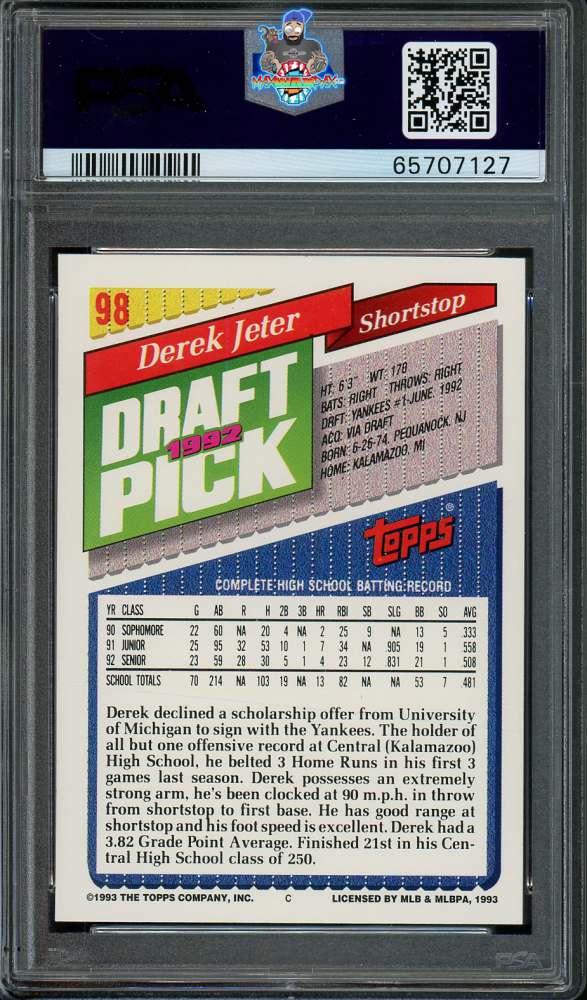 PSA
65707127
98
Derek Jeter
Shortstop
DRAFT
1992
PICK
HT: 6'3" WT: 170
BATS: RIGHT THROWS: RIGHT
DRFT: YANKEES #1-JUNE, 1992
ACQ: VIA DRAFT
BORN: 6-26-74, PEQUANOCK, NJ
HOME: KALAMAZOO, MI
topps®
COMPLETE HIGH SCHOOL BATTING RECORD
YR CLASS G AB R H 2B 3B HR RBI SB SLG BB SO AVG
90 SOPHOMORE 22 60 NA 20 4 NA 2 25 9 NA 13 5 .333
91 JUNIOR 25 95 32 53 10 1 7 34 NA .905 19 1 .558
92 SENIOR 23 59 28 30 5 1 4 23 12 .831 21 1 .508
SCHOOL TOTALS 70 214 NA 103 19 NA 13 82 NA NA 53 7 .481
Derek declined a scholarship offer from University
of Michigan to sign with the Yankees. The holder of
all but one offensive record at Central (Kalamazoo)
High School, he belted 3 Home Runs in his first 3
games last season. Derek possesses an extremely
strong arm, he's been clocked at 90 m.p.h. in throw
from shortstop to first base. He has good range at
shortstop and his foot speed is excellent. Derek had a
3.82 Grade Point Average. Finished 21st in his Cen-
tral High School class of 250.
©1993 THE TOPPS COMPANY, INC. C LICENSED BY MLB & MLBPA, 1993
PSA